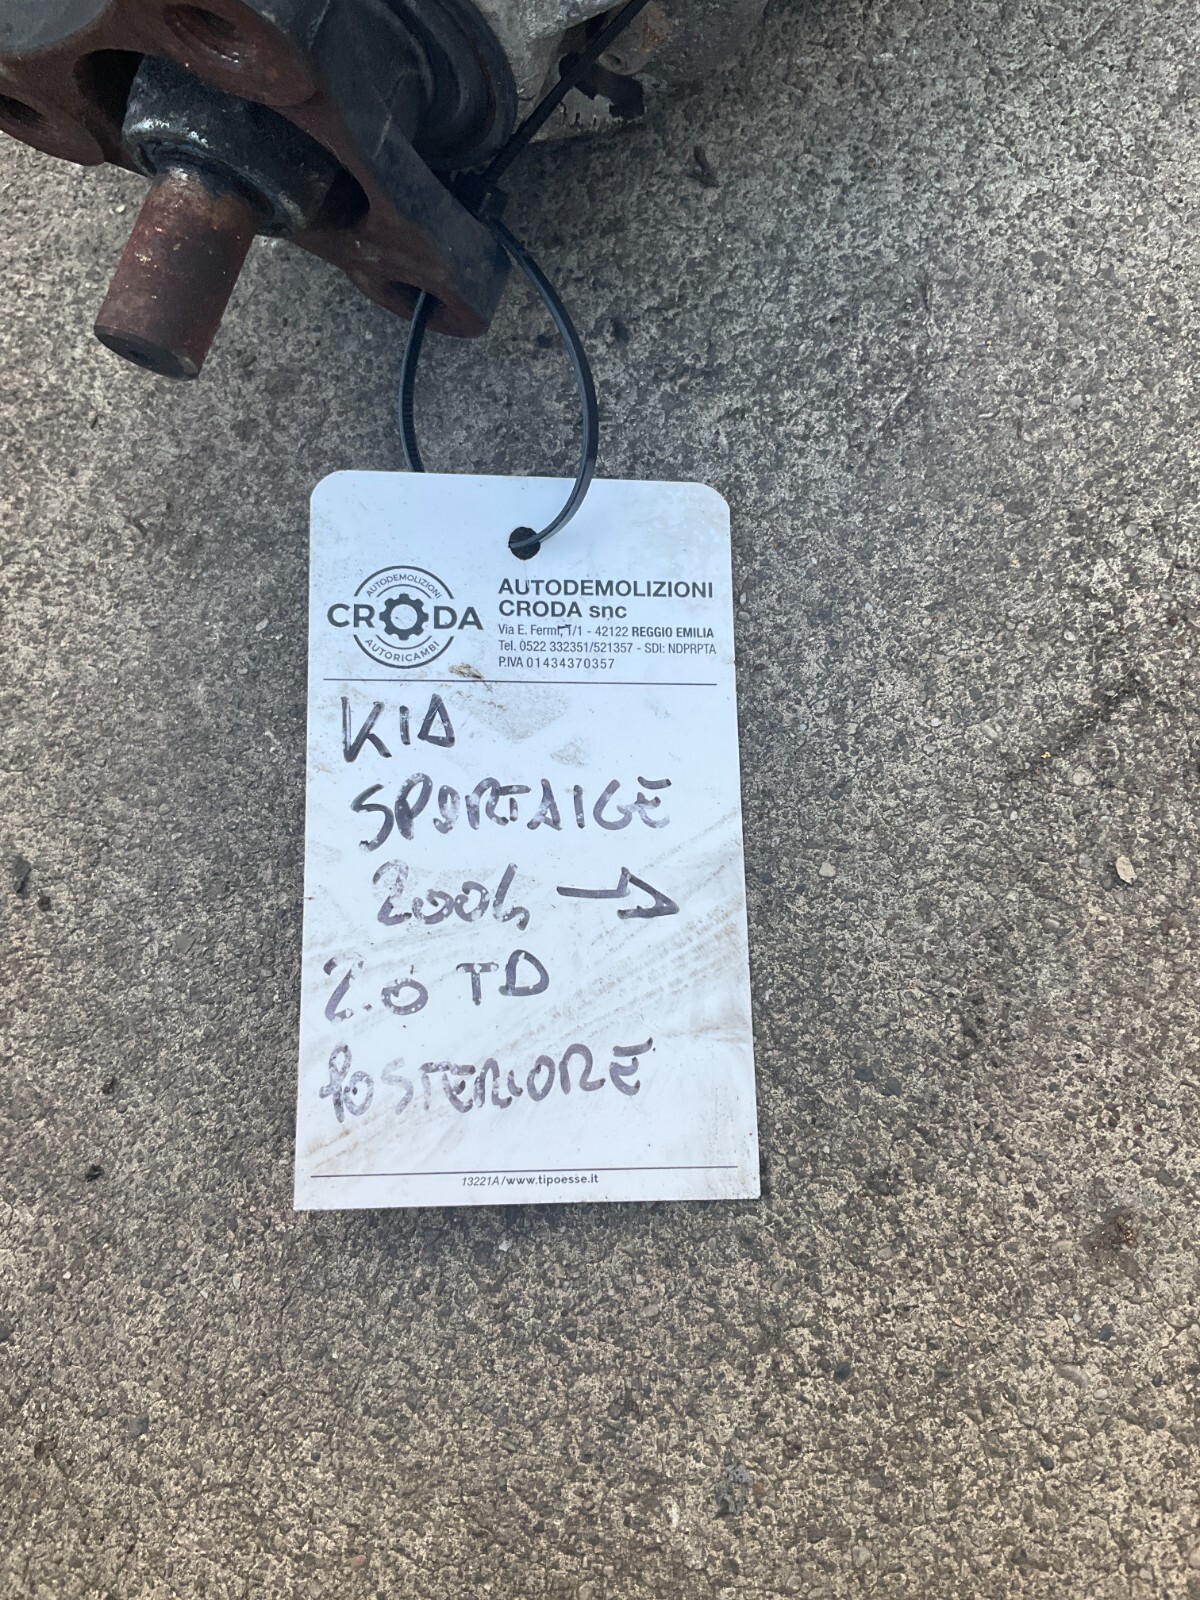 AUTODEMOLIZIONI
CRODA
AUTORICAMBI
AUTODEMOLIZIONI
CRODA snc
Via E. Fermi, 1/1 - 42122 REGGIO EMILIA
Tel. 0522 332351/521357 - SDI: NDPRPTA
P.IVA 01434370357
KIA
SPORTAIGE
2004 →
2.0 TD
POSTERIORE
13221A/www.tipoesse.it